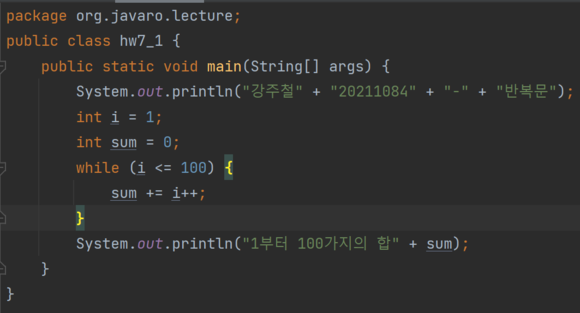 package org.javaro.lecture;
public class hw7_1 {
public static void main(String[] args) {
System.out.println("강주철" + "20211084" + "-" + "반복문");
int i = 1;
int sum = 0;
while (i <= 100) {
sum += i++;
}
System.out.println("1부터 100가지의 합" + sum);
}
}